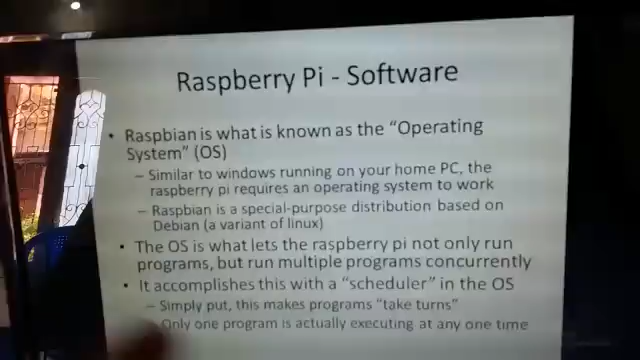 Raspberry Pi - Software
• Raspbian is what is known as the “Operating
System” (OS)
– Similar to windows running on your home PC, the
raspberry pi requires an operating system to work
– Raspbian is a special-purpose distribution based on
Debian (a variant of linux)
• The OS is what lets the raspberry pi not only run
programs, but run multiple programs concurrently
• It accomplishes this with a “scheduler” in the OS
– Simply put, this makes programs “take turns”
Only one program is actually executing at any one time